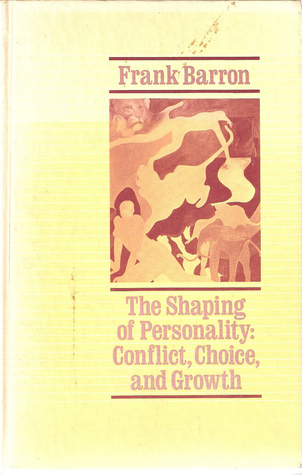 Frank Barron
The Shaping
of Personality:
Conflict, Choice,
and Growth